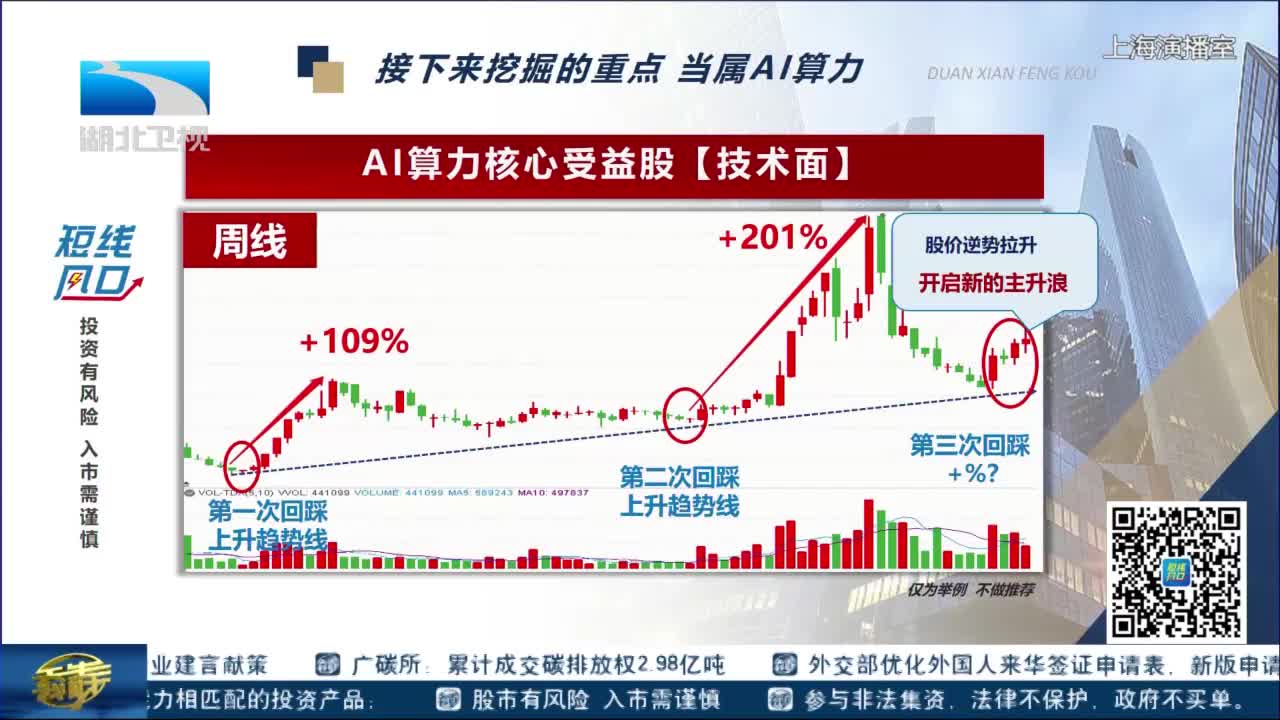 接下来挖掘的重点 当属AI算力
DUAN XIAN FENG KOU
上海演播室
湖北卫视
AI算力核心受益股【技术面】
周线
+109%
+201%
股价逆势拉升
开启新的主升浪
短线
风口
投资有风险 入市需谨慎
第一次回踩
上升趋势线
第二次回踩
上升趋势线
第三次回踩
+%?
VVOL: 441099 VOLUME: 441099 MA5: 689243 MA10: 497837
仅为举例 不做推荐
短线
风口
业建言献策 广碳所：累计成交碳排放权2.98亿吨 外交部优化外国人来华签证申请表，新版申请
力相匹配的投资产品； 股市有风险 入市需谨慎 参与非法集资，法律不保护，政府不买单。